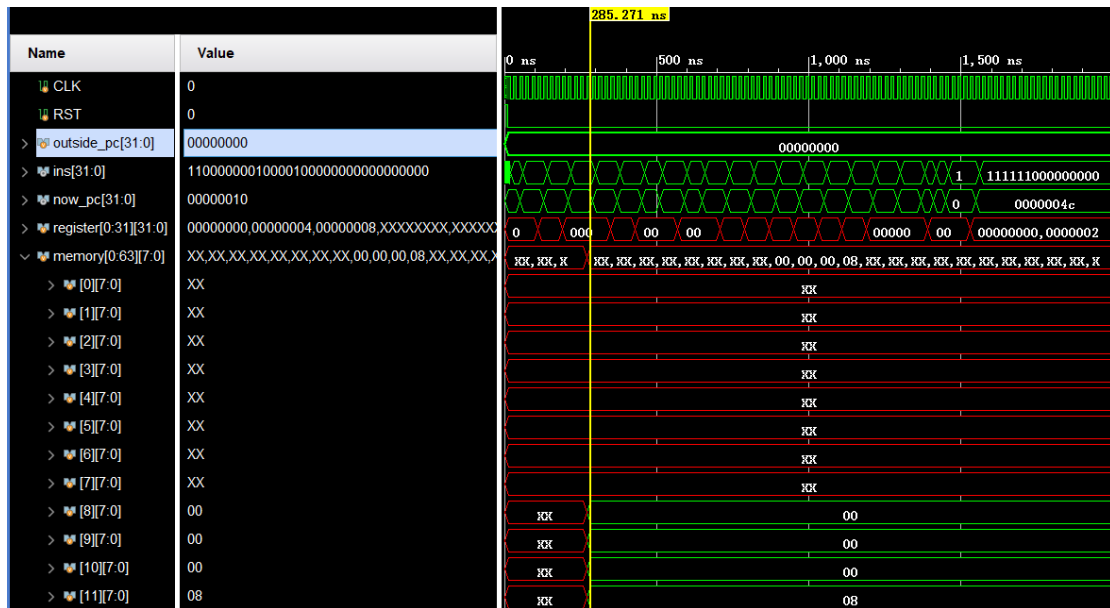 285.271 ns
Name Value
0 ns 500 ns 1,000 ns 1,500 ns
CLK 0
RST 0
outside_pc[31:0] 00000000 00000000
ins[31:0] 11000000010000100000000000000000 1 111111000000000
now_pc[31:0] 00000010 0 0000004c
register[0:31][31:0] 00000000,00000004,00000008,XXXXXXXX,XXXXX 0 000 00 00 00000 00 00000000,0000002
memory[0:63][7:0] XX,XX,XX,XX,XX,XX,XX,XX,00,00,00,08,XX,XX,XX,X XX,XX,X XX,XX,XX,XX,XX,XX,XX,XX,00,00,00,08,XX,XX,XX,XX,XX,XX,XX,XX,XX,X
[0][7:0] XX XX
[1][7:0] XX XX
[2][7:0] XX XX
[3][7:0] XX XX
[4][7:0] XX XX
[5][7:0] XX XX
[6][7:0] XX XX
[7][7:0] XX XX
[8][7:0] 00 XX 00
[9][7:0] 00 XX 00
[10][7:0] 00 XX 00
[11][7:0] 08 XX 08